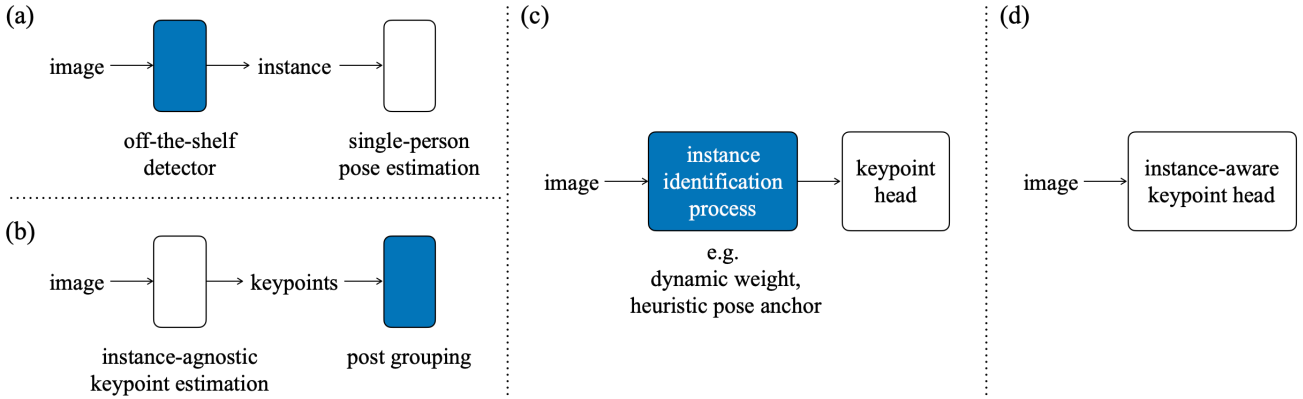 (a)
image
instance
off-the-shelf
detector
single-person
pose estimation
(b)
image
keypoints
instance-agnostic
keypoint estimation
post grouping
(c)
image
instance
identification
process
keypoint
head
e.g.
dynamic weight,
heuristic pose anchor
(d)
image
instance-aware
keypoint head